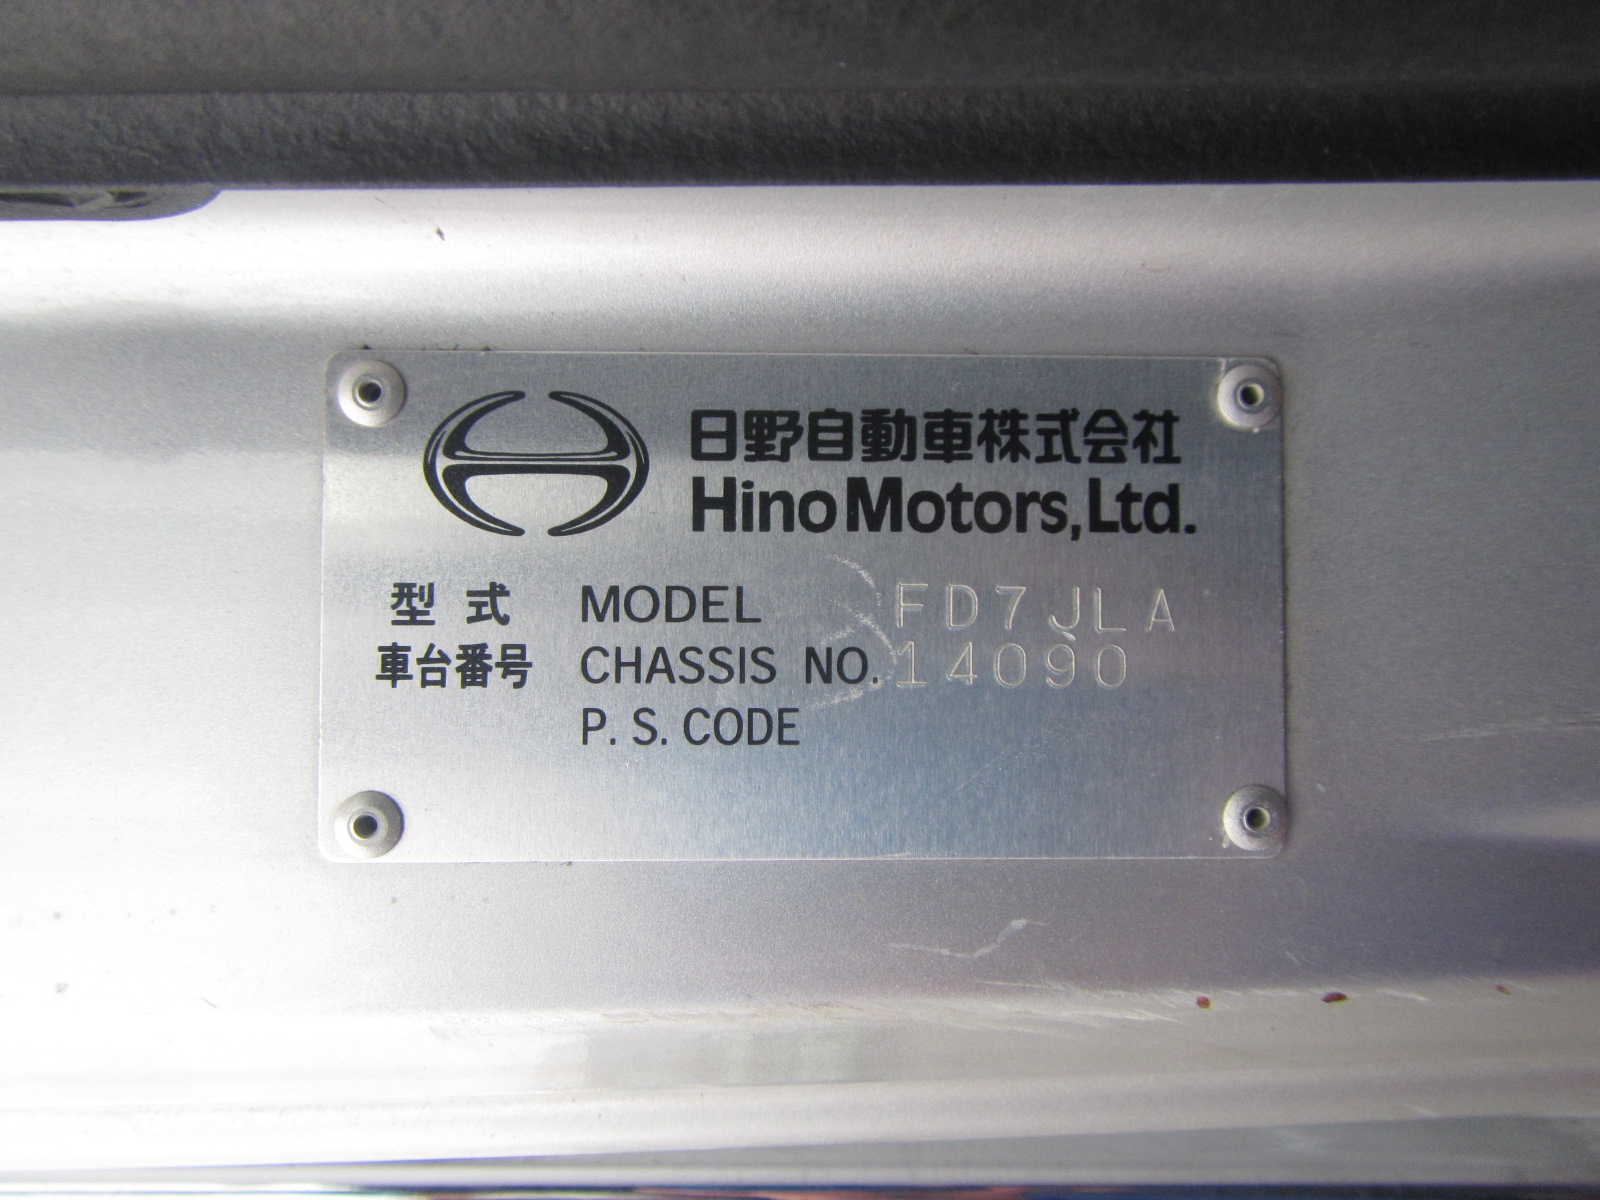 日野自動車株式会社
Hino Motors, Ltd.
型式 MODEL FD7JLA
車台番号 CHASSIS NO. 14090
P. S. CODE